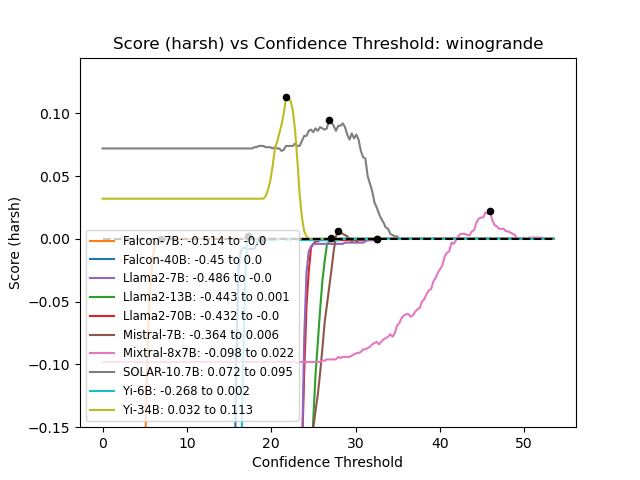 Score (harsh) vs Confidence Threshold: winogrande
Score (harsh)
0.10
0.05
0.00
−0.05
−0.10
−0.15
Falcon-7B: -0.514 to -0.0
Falcon-40B: -0.45 to 0.0
Llama2-7B: -0.486 to -0.0
Llama2-13B: -0.443 to 0.001
Llama2-70B: -0.432 to -0.0
Mistral-7B: -0.364 to 0.006
Mixtral-8x7B: -0.098 to 0.022
SOLAR-10.7B: 0.072 to 0.095
Yi-6B: -0.268 to 0.002
Yi-34B: 0.032 to 0.113
0 10 20 30 40 50
Confidence Threshold